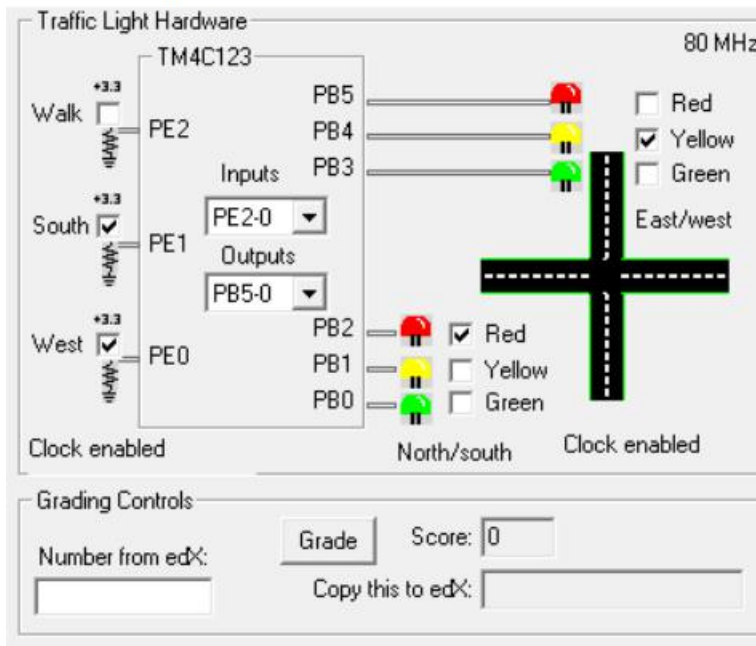 Traffic Light Hardware
80 MHz
TM4C123
+3.3
Walk
PE2
PB5
Red
PB4
Yellow
PB3
Green
Inputs
PE2-0
East/west
+3.3
South
PE1
Outputs
PB5-0
+3.3
West
PE0
PB2
Red
PB1
Yellow
PB0
Green
Clock enabled
North/south
Clock enabled
Grading Controls
Number from edX:
Grade
Score: 0
Copy this to edX: